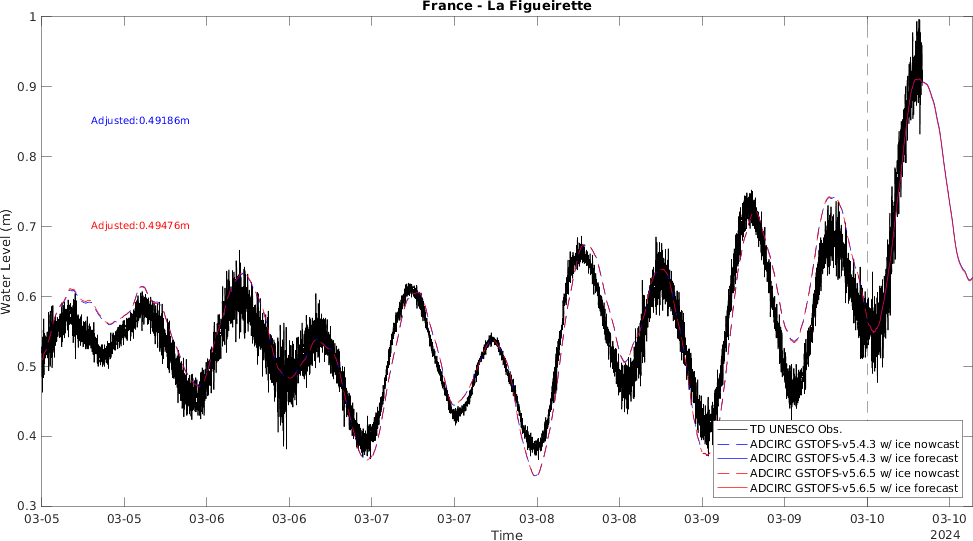 France - La Figueirette
1
0.9
0.8
0.7
0.6
0.5
0.4
0.3
Water Level (m)
Adjusted:0.49186m
Adjusted:0.49476m
TD UNESCO Obs.
ADCIRC GSTOFS-v5.4.3 w/ ice nowcast
ADCIRC GSTOFS-v5.4.3 w/ ice forecast
ADCIRC GSTOFS-v5.6.5 w/ ice nowcast
ADCIRC GSTOFS-v5.6.5 w/ ice forecast
03-05 03-05 03-06 03-06 03-07 03-07 03-08 03-08 03-09 03-09 03-10 03-10
Time
2024